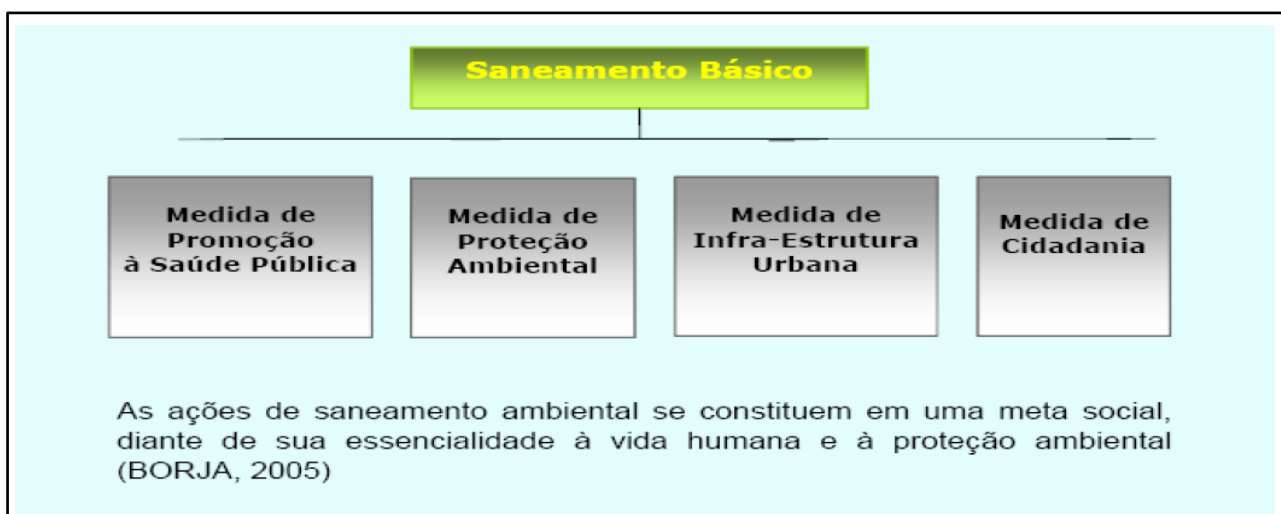 Saneamento Básico
Medida de
Promoção
à Saúde Pública
Medida de
Proteção
Ambiental
Medida de
Infra-Estrutura
Urbana
Medida de
Cidadania
As ações de saneamento ambiental se constituem em uma meta social,
diante de sua essencialidade à vida humana e à proteção ambiental
(BORJA, 2005)